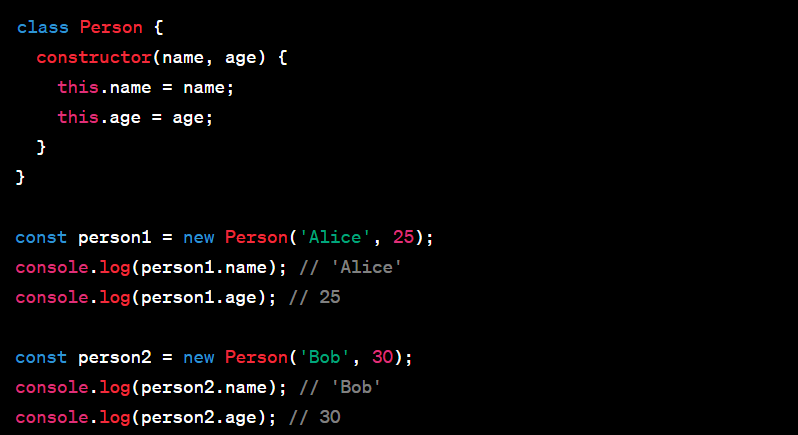 class Person {
  constructor(name, age) {
    this.name = name;
    this.age = age;
  }
}

const person1 = new Person('Alice', 25);
console.log(person1.name); // 'Alice'
console.log(person1.age); // 25

const person2 = new Person('Bob', 30);
console.log(person2.name); // 'Bob'
console.log(person2.age); // 30